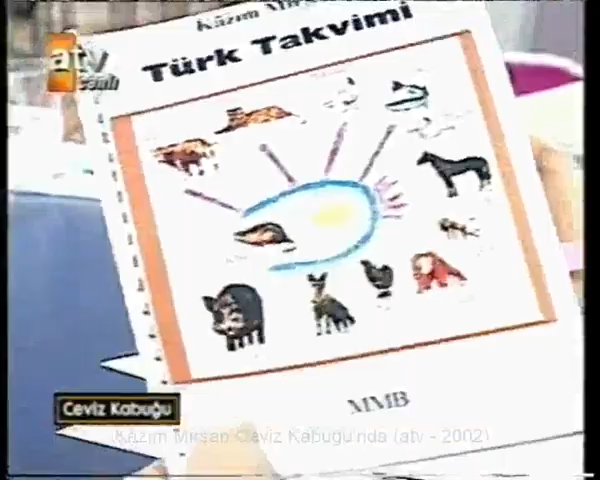 Kâzım Mirşan
Türk Takvimi
atv
canlı
MMB
Ceviz Kabuğu
Kâzım Mirşan Ceviz Kabuğu'nda (atv - 2002)